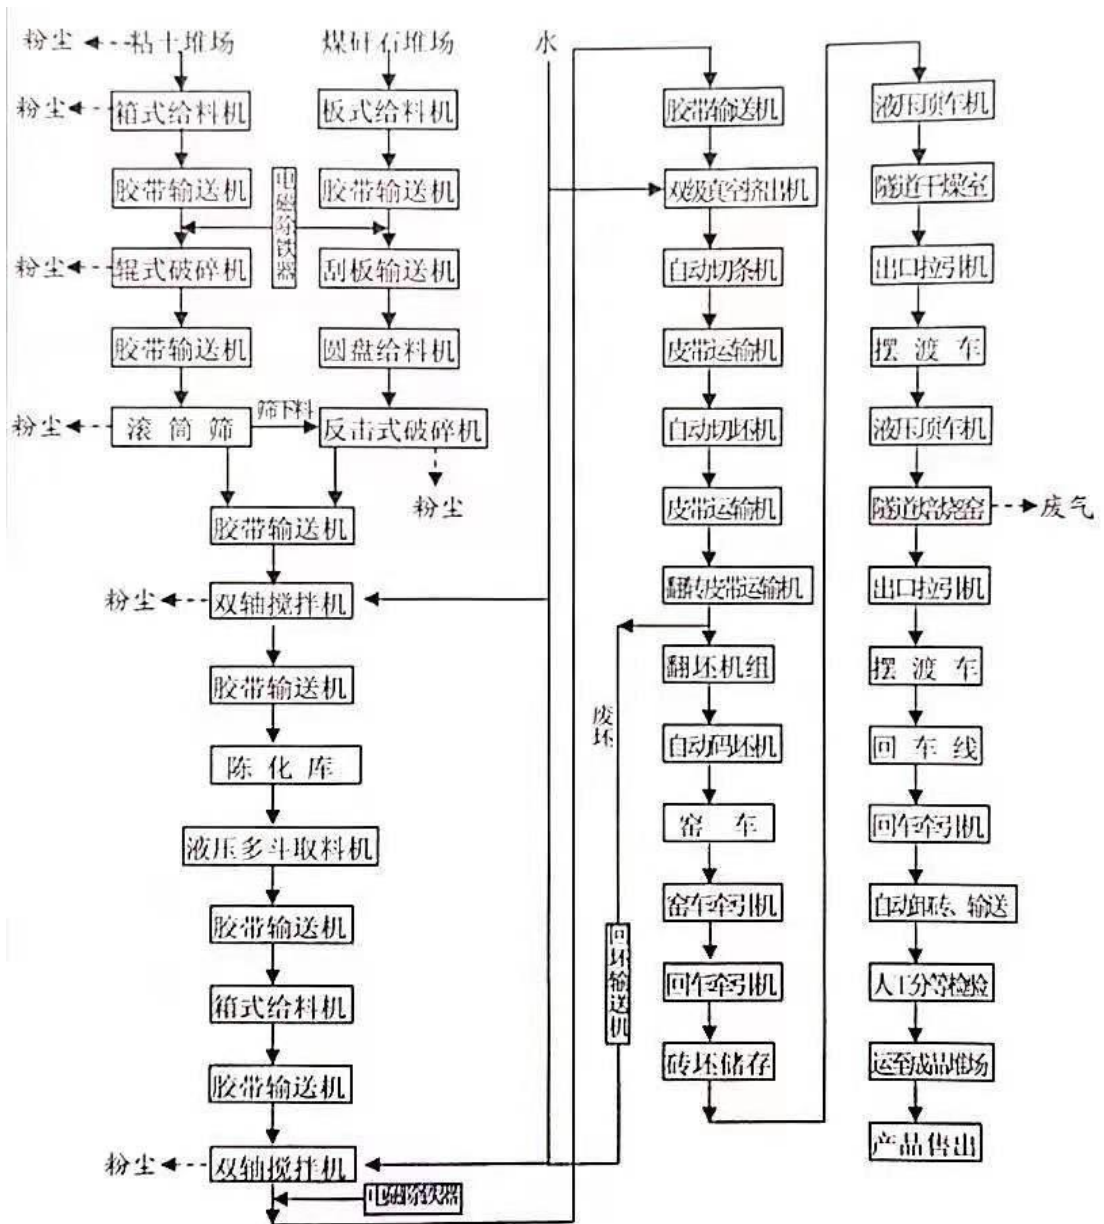 粉尘
粘土堆场
煤矸石堆场
水
粉尘
箱式给料机
板式给料机
胶带输送机
胶带输送机
电磁除铁器
粉尘
辊式破碎机
刮板输送机
胶带输送机
圆盘给料机
粉尘
滚筒筛
筛下料
反击式破碎机
粉尘
胶带输送机
粉尘
双轴搅拌机
胶带输送机
陈化库
液压多斗取料机
胶带输送机
箱式给料机
胶带输送机
粉尘
双轴搅拌机
电磁除铁器
胶带输送机
双级真空挤出机
自动切条机
皮带运输机
自动切坯机
皮带运输机
翻转皮带运输机
废坯
回坯输送机
翻坯机组
自动码坯机
窑车
窑车牵引机
回车牵引机
砖坯储存
液压顶车机
隧道干燥室
出口拉引机
摆渡车
液压顶车机
隧道焙烧窑
废气
出口拉引机
摆渡车
回车线
回车牵引机
自动卸砖、输送
人工分等检验
运至成品堆场
产品售出